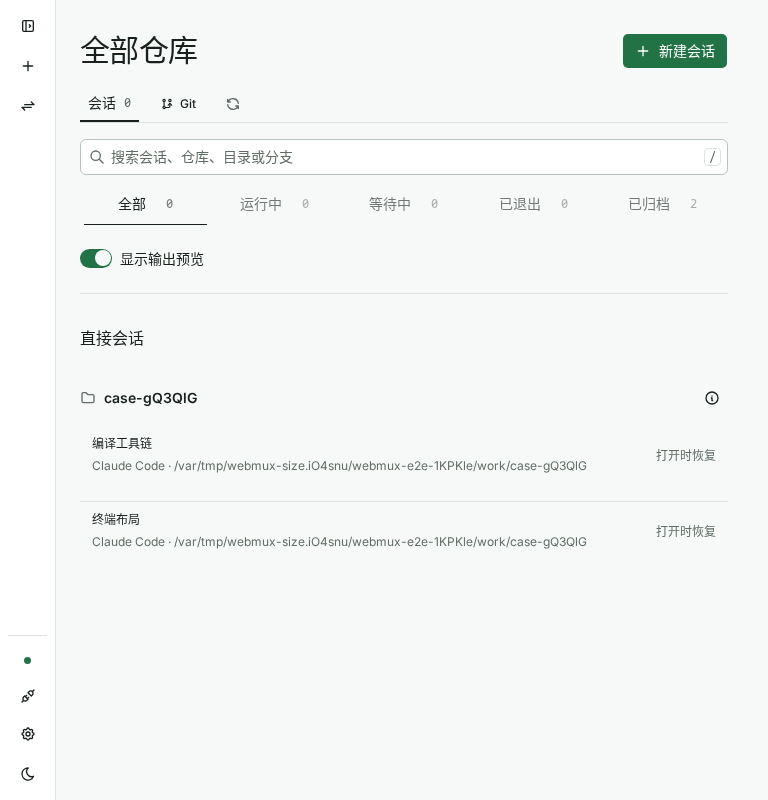 全部仓库
新建会话
会话 0
Git
搜索会话、仓库、目录或分支
/
全部 0
运行中 0
等待中 0
已退出 0
已归档 2
显示输出预览
直接会话
case-gQ3QIG
编译工具链
Claude Code · /var/tmp/webmux-size.iO4snu/webmux-e2e-1KPKle/work/case-gQ3QIG
打开时恢复
终端布局
Claude Code · /var/tmp/webmux-size.iO4snu/webmux-e2e-1KPKle/work/case-gQ3QIG
打开时恢复